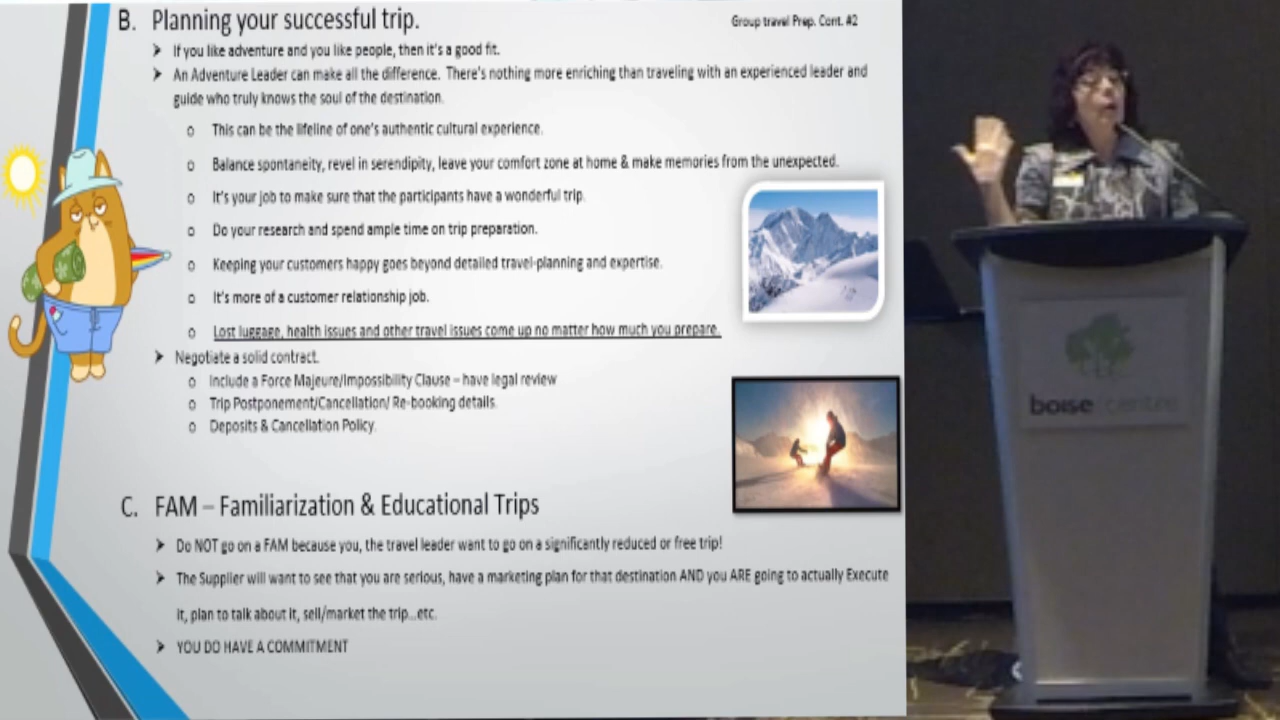 B. Planning your successful trip.
Group travel Prep. Cont. #2
➤ If you like adventure and you like people, then it's a good fit.
➤ An Adventure Leader can make all the difference. There's nothing more enriching than traveling with an experienced leader and
guide who truly knows the soul of the destination.
o This can be the lifeline of one's authentic cultural experience.
o Balance spontaneity, revel in serendipity, leave your comfort zone at home & make memories from the unexpected.
o It's your job to make sure that the participants have a wonderful trip.
o Do your research and spend ample time on trip preparation.
o Keeping your customers happy goes beyond detailed travel-planning and expertise.
o It's more of a customer relationship job.
o Lost luggage, health issues and other travel issues come up no matter how much you prepare.
➤ Negotiate a solid contract.
o Include a Force Majeure/Impossibility Clause – have legal review
o Trip Postponement/Cancellation/ Re-booking details.
o Deposits & Cancellation Policy.
C. FAM – Familiarization & Educational Trips
➤ Do NOT go on a FAM because you, the travel leader want to go on a significantly reduced or free trip!
➤ The Supplier will want to see that you are serious, have a marketing plan for that destination AND you ARE going to actually Execute
it, plan to talk about it, sell/market the trip...etc.
➤ YOU DO HAVE A COMMITMENT
boise centre